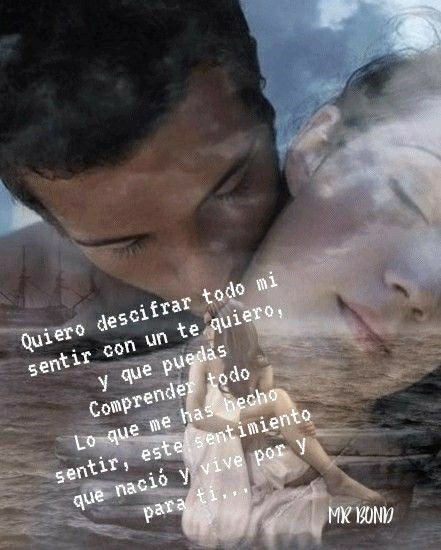 Quiero descifrar todo mi
sentir con un te quiero,
y que puedas
Comprender todo
Lo que me has hecho
sentir, este sentimiento
que nació y vive por y
para ti...
MR BOND